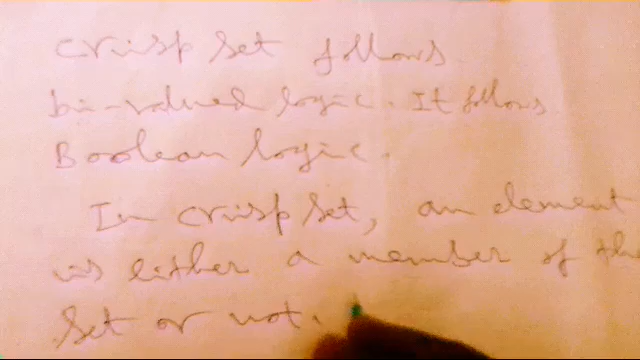 Crisp Set follows
bi-valued logic. It follows
Boolean logic.
In crisp set, an element
is either a member of the
set or not.